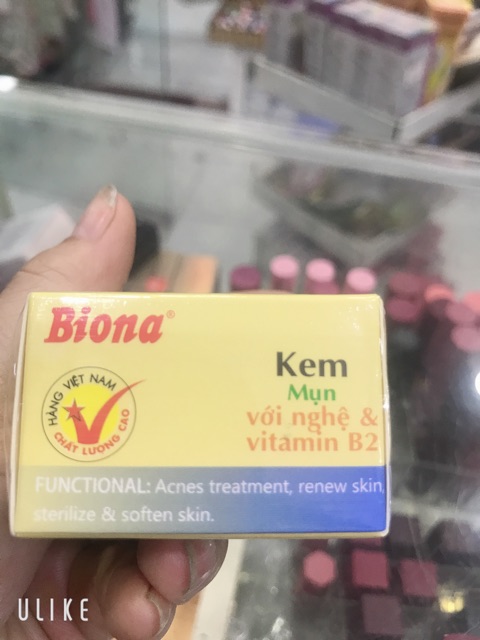 Biona®
HÀNG VIỆT NAM
CHẤT LƯỢNG CAO
Kem
Mụn
với nghệ &
vitamin B2
FUNCTIONAL: Acnes treatment, renew skin,
sterilize & soften skin.
ULIKE